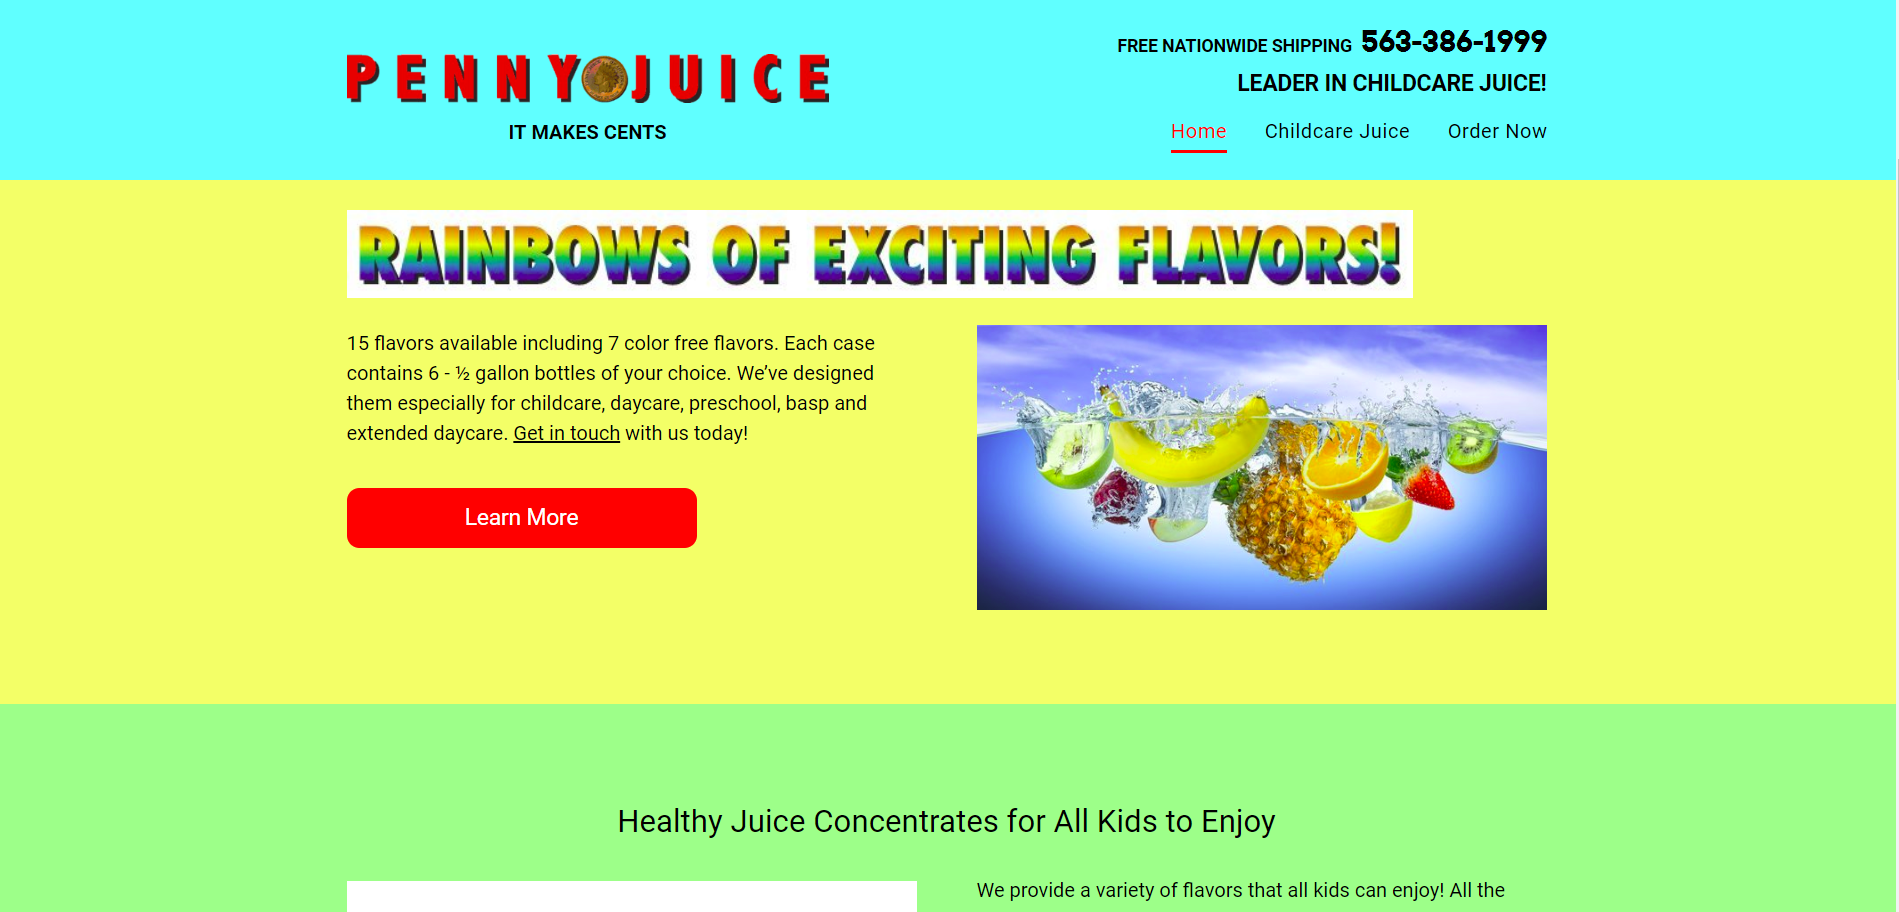 PENNY JUICE
IT MAKES CENTS
FREE NATIONWIDE SHIPPING 563-386-1999
LEADER IN CHILDCARE JUICE!
Home Childcare Juice Order Now
RAINBOWS OF EXCITING FLAVORS!
15 flavors available including 7 color free flavors. Each case
contains 6 - ½ gallon bottles of your choice. We’ve designed
them especially for childcare, daycare, preschool, basp and
extended daycare. Get in touch with us today!
Learn More
Healthy Juice Concentrates for All Kids to Enjoy
We provide a variety of flavors that all kids can enjoy! All the